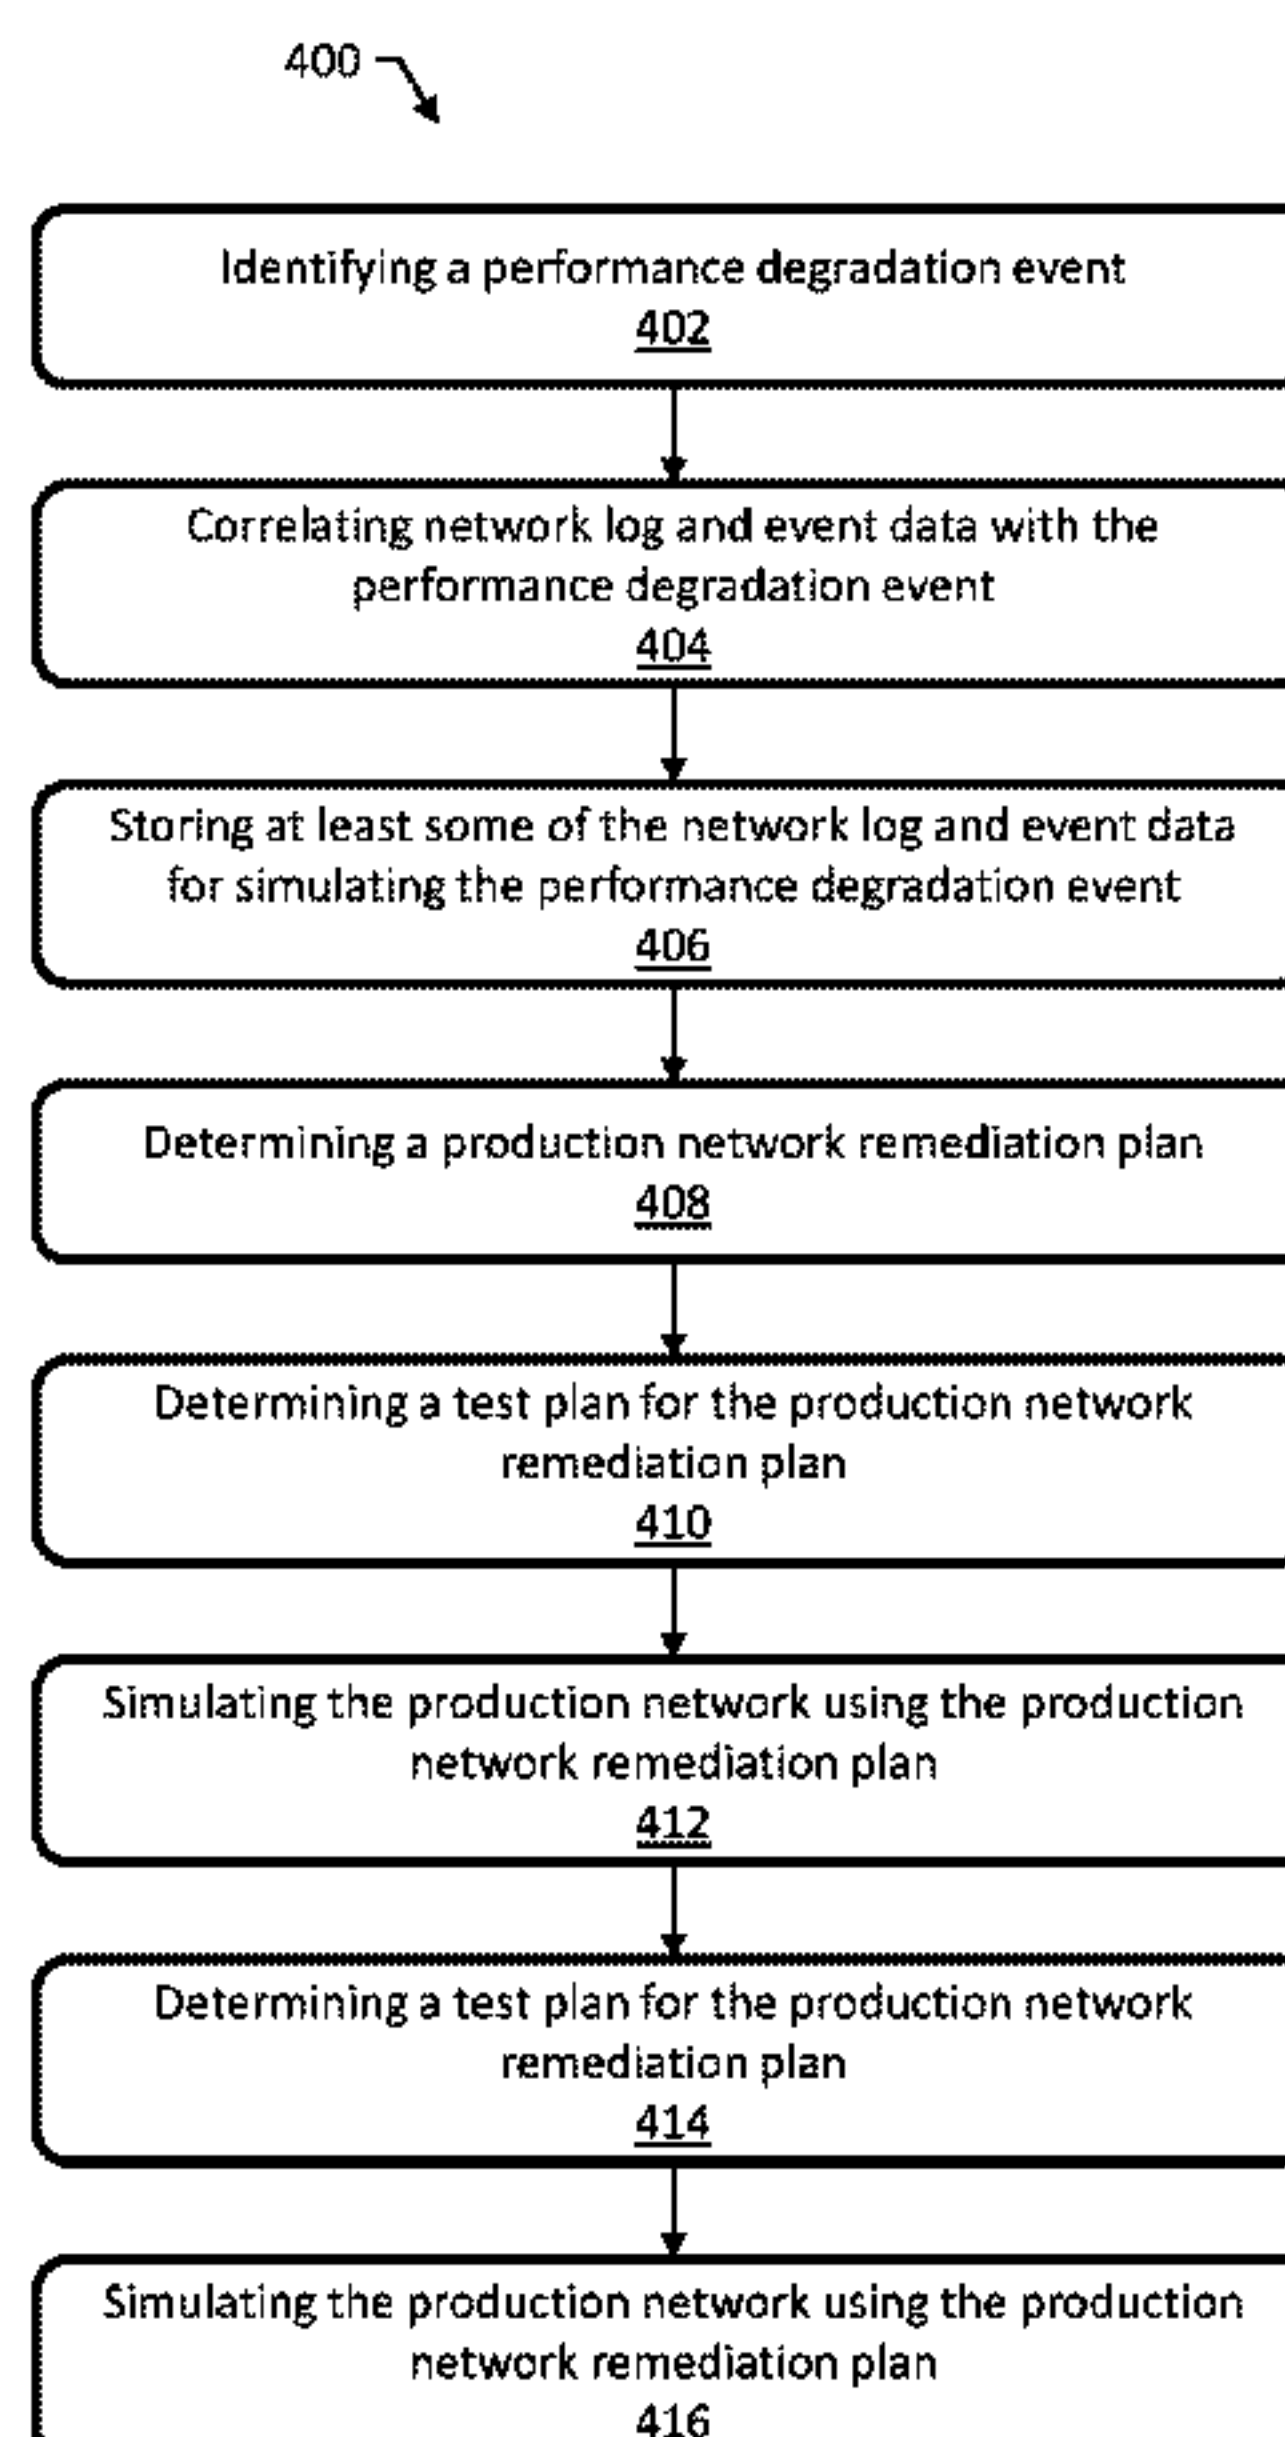 400
Identifying a performance degradation event
402
Correlating network log and event data with the
performance degradation event
404
Storing at least some of the network log and event data
for simulating the performance degradation event
406
Determining a production network remediation plan
408
Determining a test plan for the production network
remediation plan
410
Simulating the production network using the production
network remediation plan
412
Determining a test plan for the production network
remediation plan
414
Simulating the production network using the production
network remediation plan
416